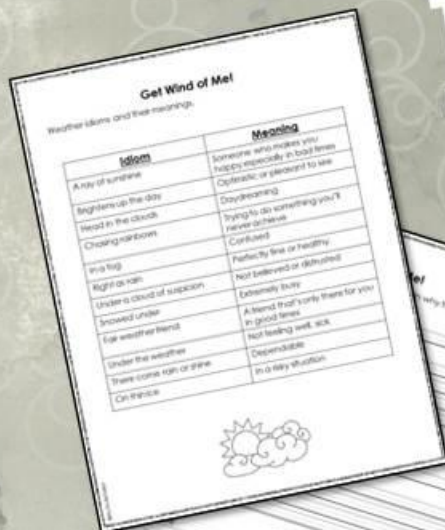 Get Wind of Me!
Weather idioms and their meanings.
Idiom Meaning
A ray of sunshine Someone who makes you
happy especially in bad times
Brightens up the day Optimistic or pleasant to see
Head in the clouds Daydreaming
Chasing rainbows Trying to do something you'll
never achieve
In a fog Confused
Right as rain Perfectly fine or healthy
Under a cloud of suspicion Not believed or distrusted
Snowed under Extremely busy
Fair weather friend A friend that's only there for you
in good times
Under the weather Not feeling well, sick
There come rain or shine Dependable
On thin ice In a risky situation
Me!